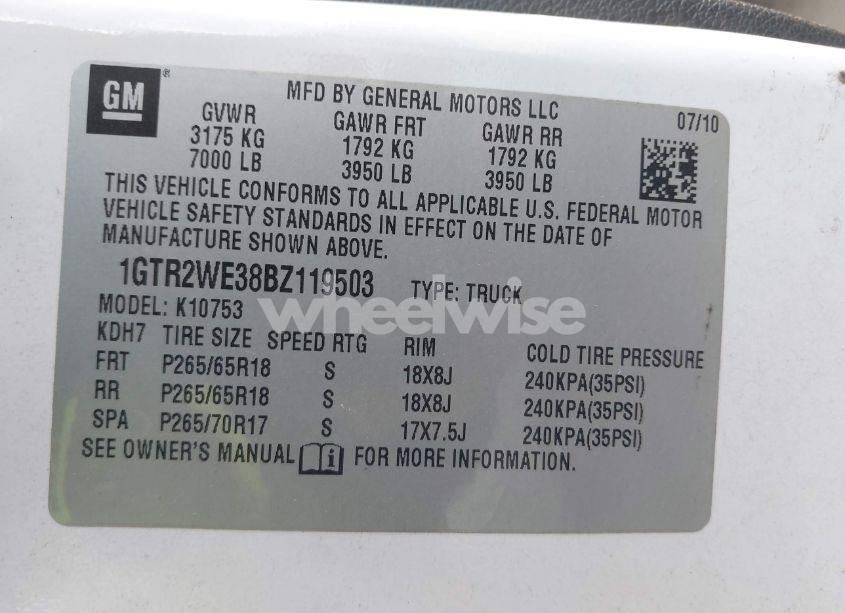 GM ®
MFD BY GENERAL MOTORS LLC
07/10
GVWR GAWR FRT GAWR RR
3175 KG 1792 KG 1792 KG
7000 LB 3950 LB 3950 LB
THIS VEHICLE CONFORMS TO ALL APPLICABLE U.S. FEDERAL MOTOR
VEHICLE SAFETY STANDARDS IN EFFECT ON THE DATE OF
MANUFACTURE SHOWN ABOVE.
1GTR2WE38BZ119503 TYPE: TRUCK
wheelwise
MODEL: K10753
KDH7 TIRE SIZE SPEED RTG RIM COLD TIRE PRESSURE
FRT P265/65R18 S 18X8J 240KPA(35PSI)
RR P265/65R18 S 18X8J 240KPA(35PSI)
SPA P265/70R17 S 17X7.5J 240KPA(35PSI)
SEE OWNER'S MANUAL i FOR MORE INFORMATION.